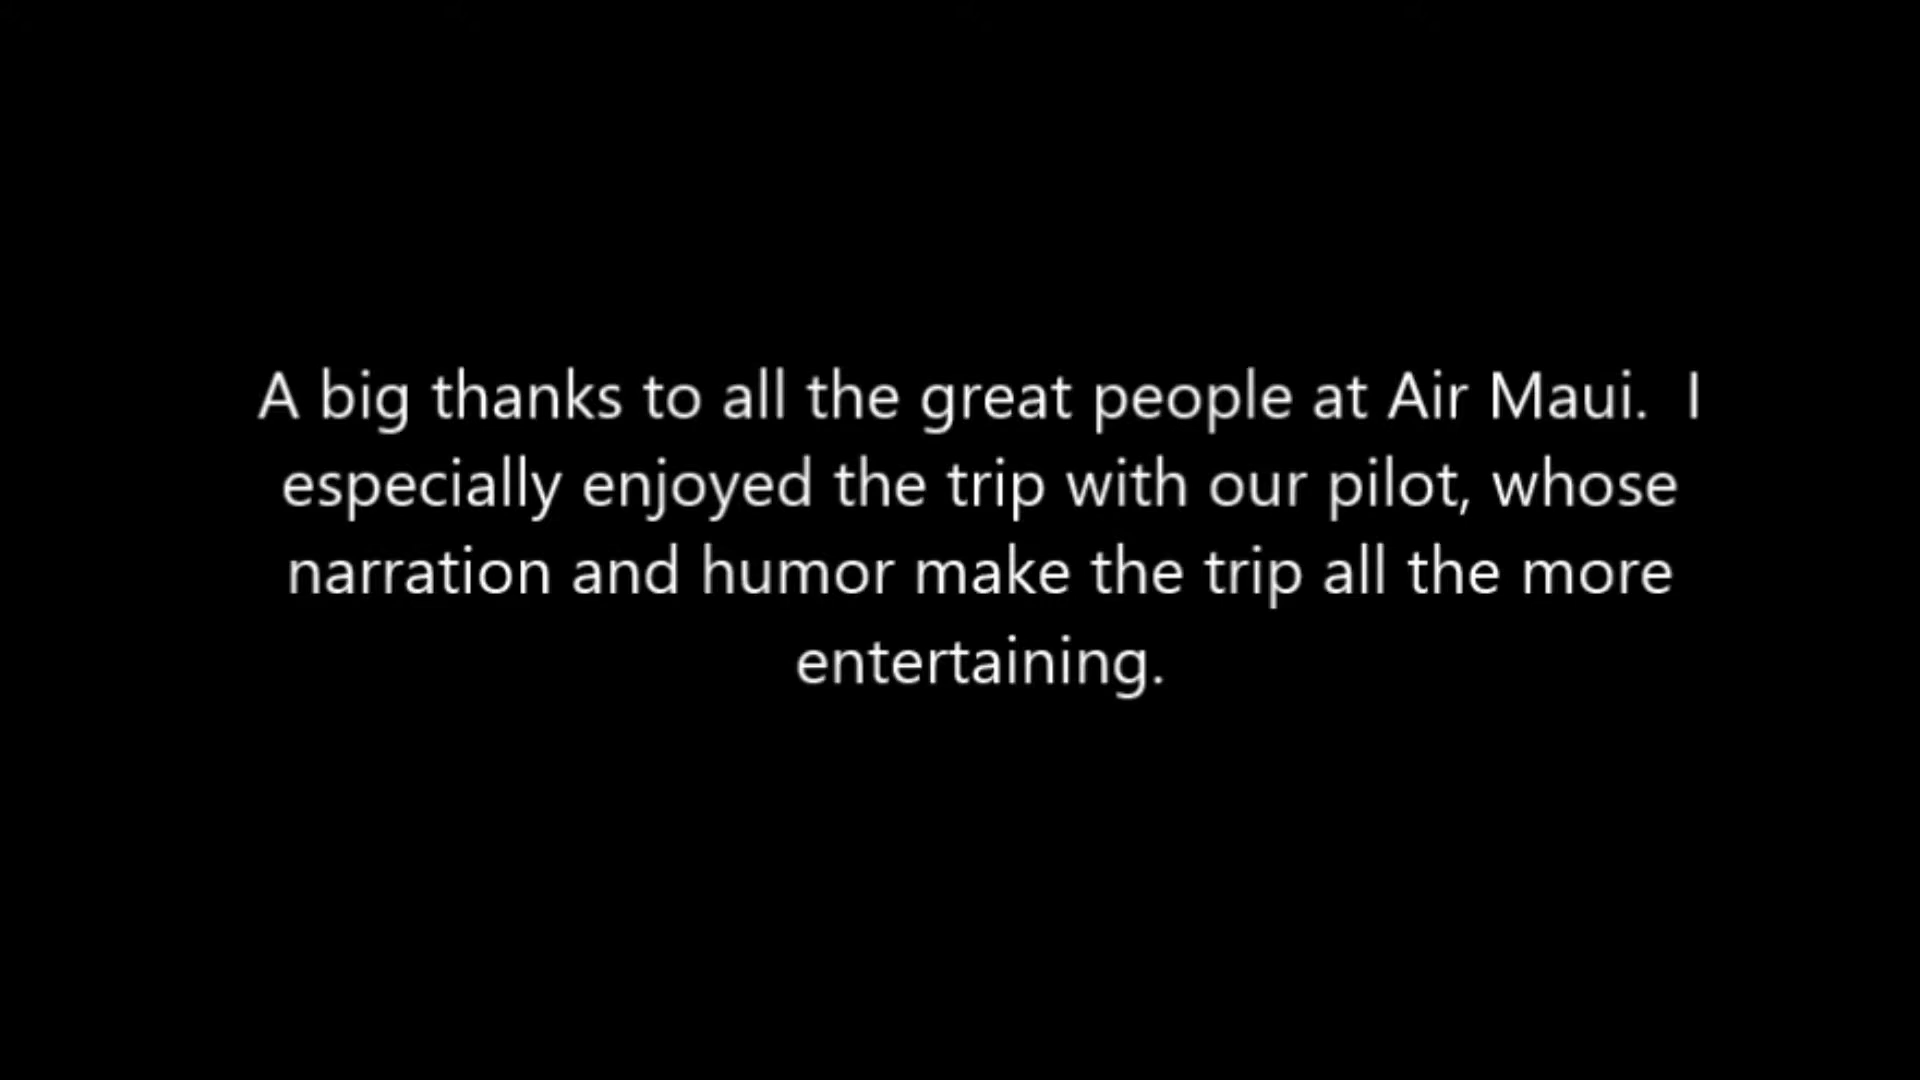 A big thanks to all the great people at Air Maui.  I
especially enjoyed the trip with our pilot, whose
narration and humor make the trip all the more
entertaining.